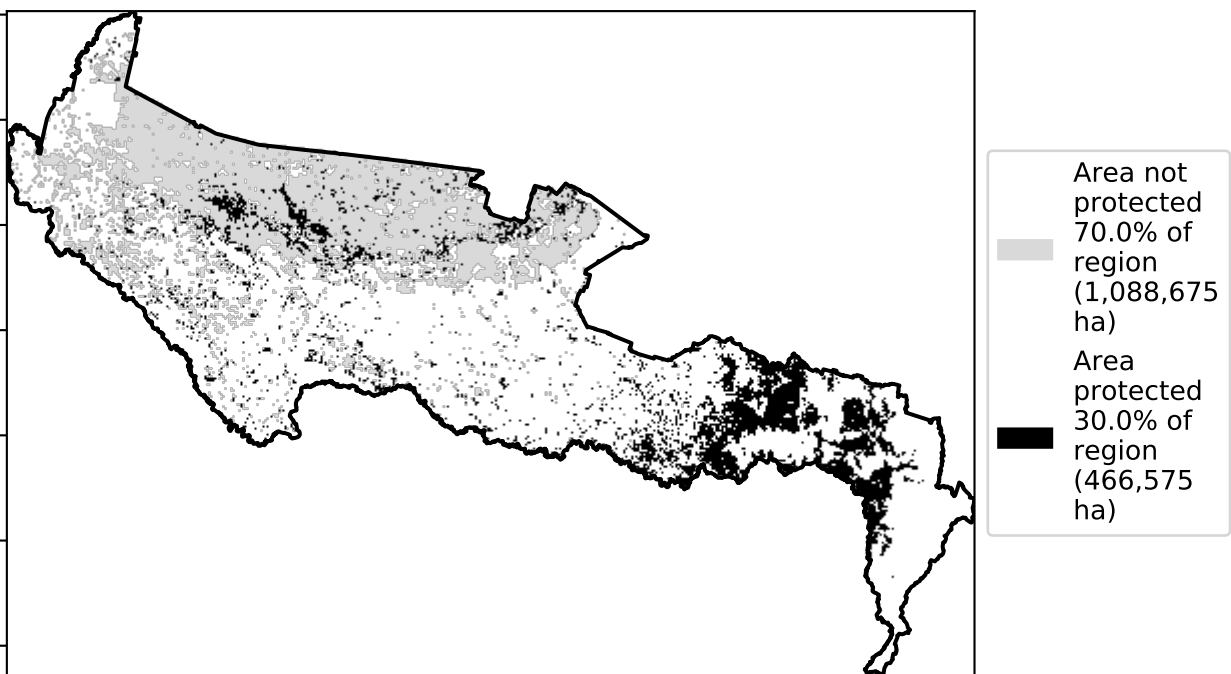 Area not
protected
70.0% of
region
(1,088,675
ha)
Area
protected
30.0% of
region
(466,575
ha)